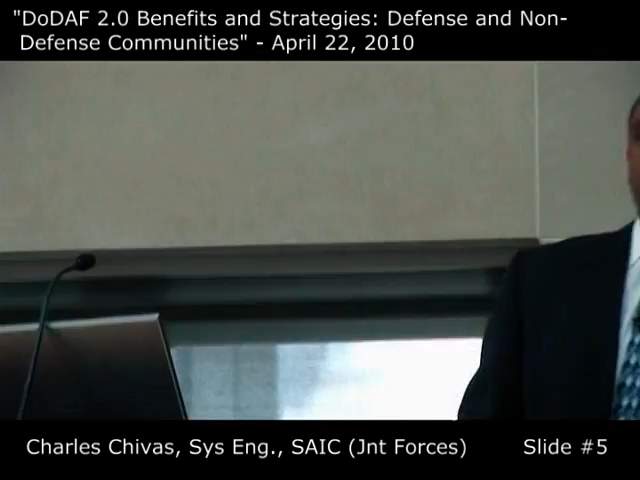 "DoDAF 2.0 Benefits and Strategies: Defense and Non-
Defense Communities" - April 22, 2010
Charles Chivas, Sys Eng., SAIC (Jnt Forces)
Slide #5